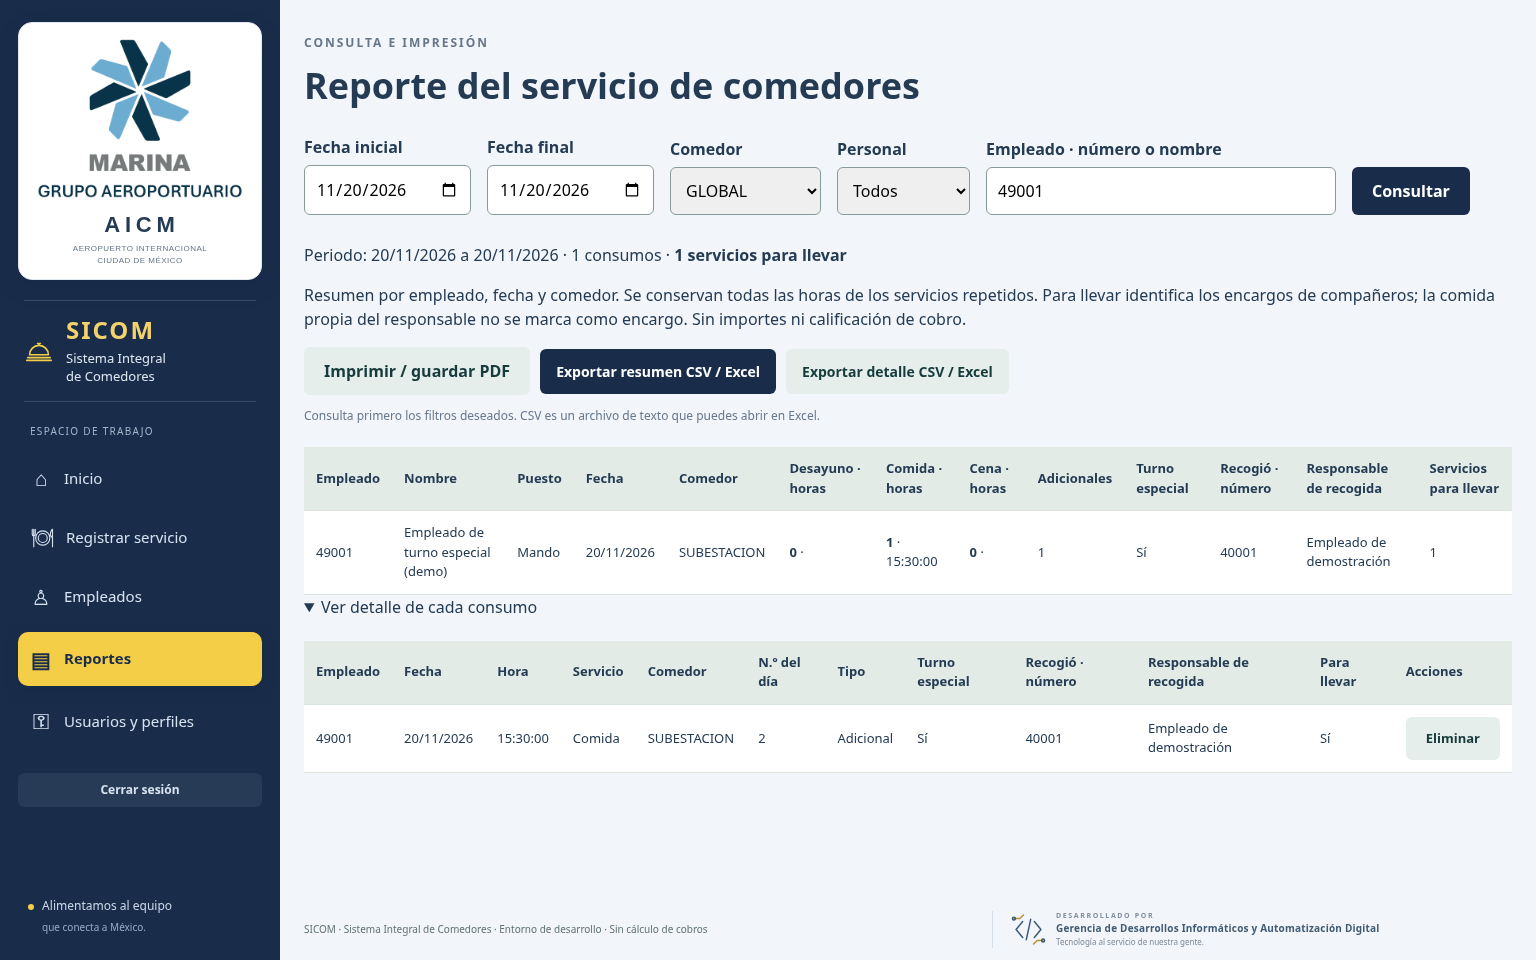 MARINA
GRUPO AEROPORTUARIO
AICM
AEROPUERTO INTERNACIONAL
CIUDAD DE MÉXICO
SICOM
Sistema Integral
de Comedores
ESPACIO DE TRABAJO
Inicio
Registrar servicio
Empleados
Reportes
Usuarios y perfiles
Cerrar sesión
Alimentamos al equipo
que conecta a México.
CONSULTA E IMPRESIÓN
Reporte del servicio de comedores
Fecha inicial Fecha final Comedor Personal Empleado · número o nombre
11/20/2026 11/20/2026 GLOBAL Todos 49001 Consultar
Periodo: 20/11/2026 a 20/11/2026 · 1 consumos · 1 servicios para llevar
Resumen por empleado, fecha y comedor. Se conservan todas las horas de los servicios repetidos. Para llevar identifica los encargos de compañeros; la comida
propia del responsable no se marca como encargo. Sin importes ni calificación de cobro.
Imprimir / guardar PDF Exportar resumen CSV / Excel Exportar detalle CSV / Excel
Consulta primero los filtros deseados. CSV es un archivo de texto que puedes abrir en Excel.
Empleado Nombre Puesto Fecha Comedor Desayuno · horas Comida · horas Cena · horas Adicionales Turno especial Recogió · número Responsable de recogida Servicios para llevar
49001 Empleado de turno especial (demo) Mando 20/11/2026 SUBESTACION 0 · 1 · 15:30:00 0 · 1 Sí 40001 Empleado de demostración 1
▼ Ver detalle de cada consumo
Empleado Fecha Hora Servicio Comedor N.º del día Tipo Turno especial Recogió · número Responsable de recogida Para llevar Acciones
49001 20/11/2026 15:30:00 Comida SUBESTACION 2 Adicional Sí 40001 Empleado de demostración Sí Eliminar
SICOM · Sistema Integral de Comedores · Entorno de desarrollo · Sin cálculo de cobros
DESARROLLADO POR
Gerencia de Desarrollos Informáticos y Automatización Digital
Tecnología al servicio de nuestra gente.